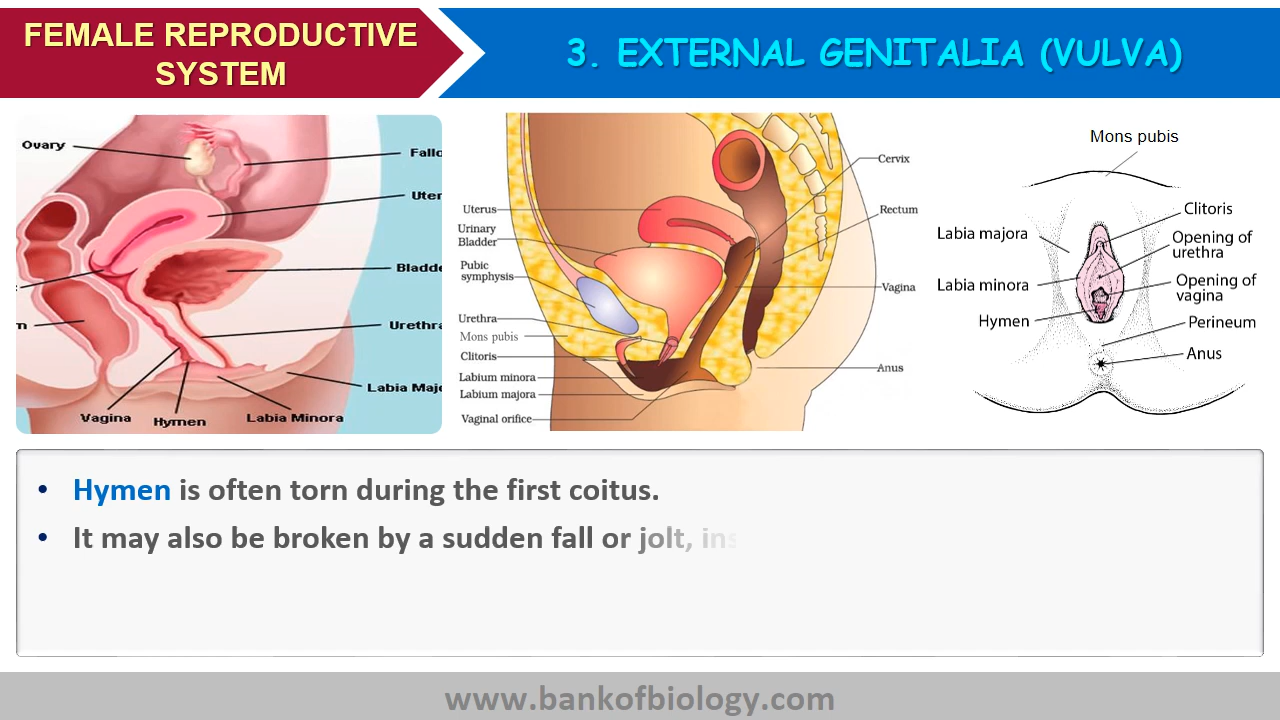 FEMALE REPRODUCTIVE
SYSTEM
3. EXTERNAL GENITALIA (VULVA)
Ovary
Fallo
Uter
Bladde
Urethra
Labia Maj
Vagina
Hymen
Labia Minora
Uterus
Urinary
Bladder
Pubic
symphysis
Urethra
Mons pubis
Clitoris
Labium minora
Labium majora
Vaginal orifice
Cervix
Rectum
Vagina
Anus
Mons pubis
Labia majora
Labia minora
Hymen
Clitoris
Opening of
urethra
Opening of
vagina
Perineum
Anus
• Hymen is often torn during the first coitus.
• It may also be broken by a sudden fall or jolt, ins
www.bankofbiology.com